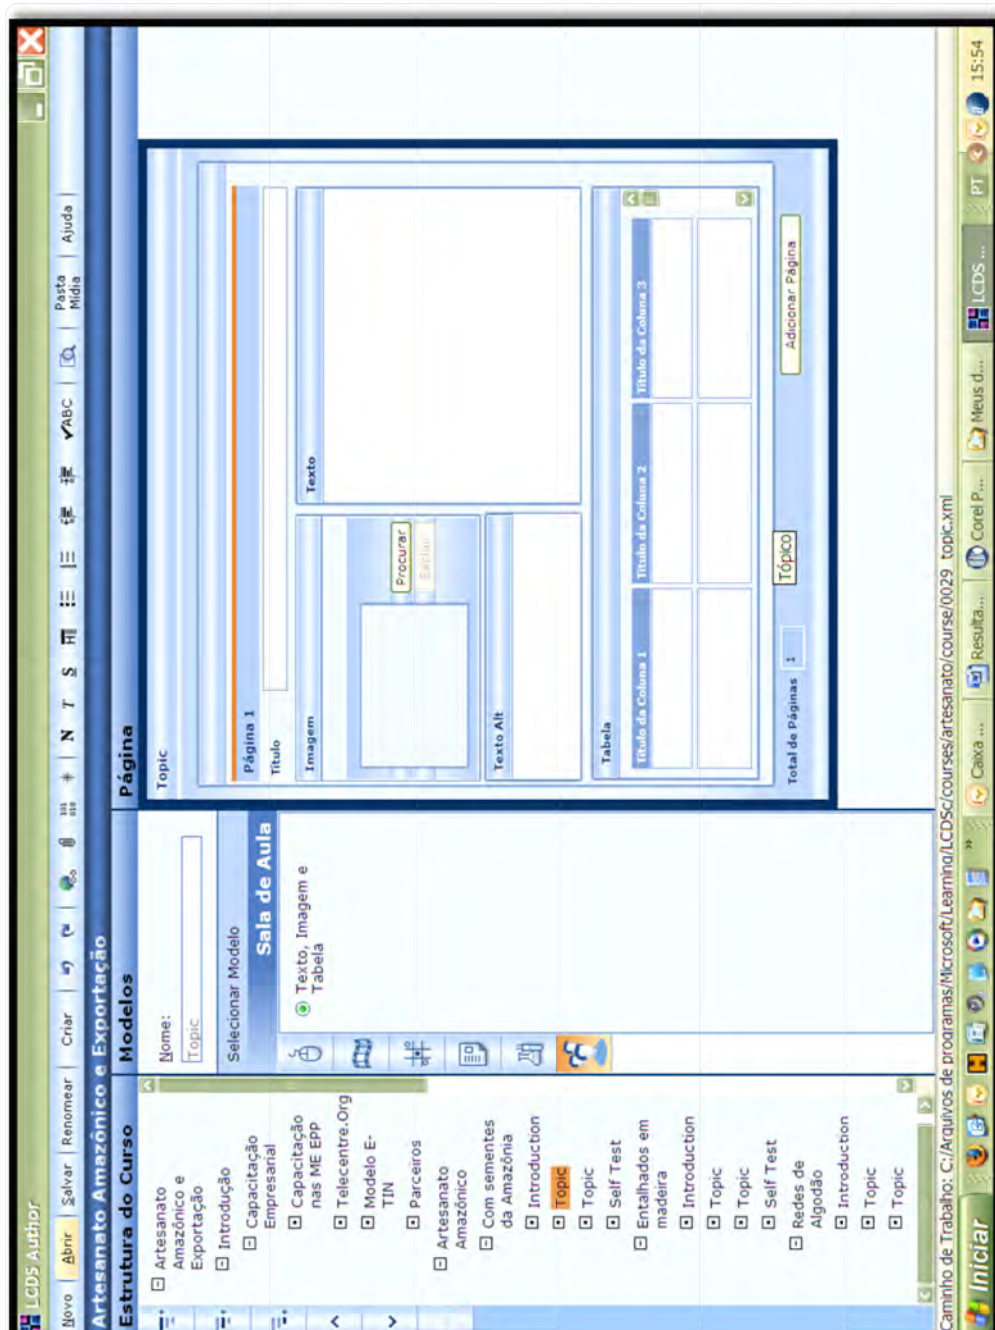 LCDS Author
Novo
Abrir
Salvar
Renomear
Criar
N T S
ABC
Pasta
Mídia
Ajuda
Artesanato Amazônico e Exportação
Estrutura do Curso
Artesanato
Amazônico e
Exportação
Introdução
Capacitação
Empresarial
Capacitação
nas ME EPP
Telecentre.Org
Modelo E-
TIN
Parceiros
Artesanato
Amazônico
Com sementes
da Amazônia
Introduction
Topic
Topic
Self Test
Entalhados em
madeira
Introduction
Topic
Topic
Self Test
Redes de
Algodão
Introduction
Topic
Topic
Modelos
Nome:
Topic
Selecionar Modelo
Sala de Aula
Texto, Imagem e
Tabela
Página
Topic
Página 1
Título
Imagem
Procurar
Excluir
Texto Alt
Texto
Tabela
Título da Coluna 1
Título da Coluna 2
Título da Coluna 3
Total de Páginas 1
Tópico
Adicionar Página
Caminho de Trabalho: C:/Arquivos de programas/Microsoft/Learning/LCDSc/courses/artesanato/course/0029_topic.xml
Iniciar
Caixa ...
Resulta...
Corel P...
Meus d...
LCDS ...
PT
15:54